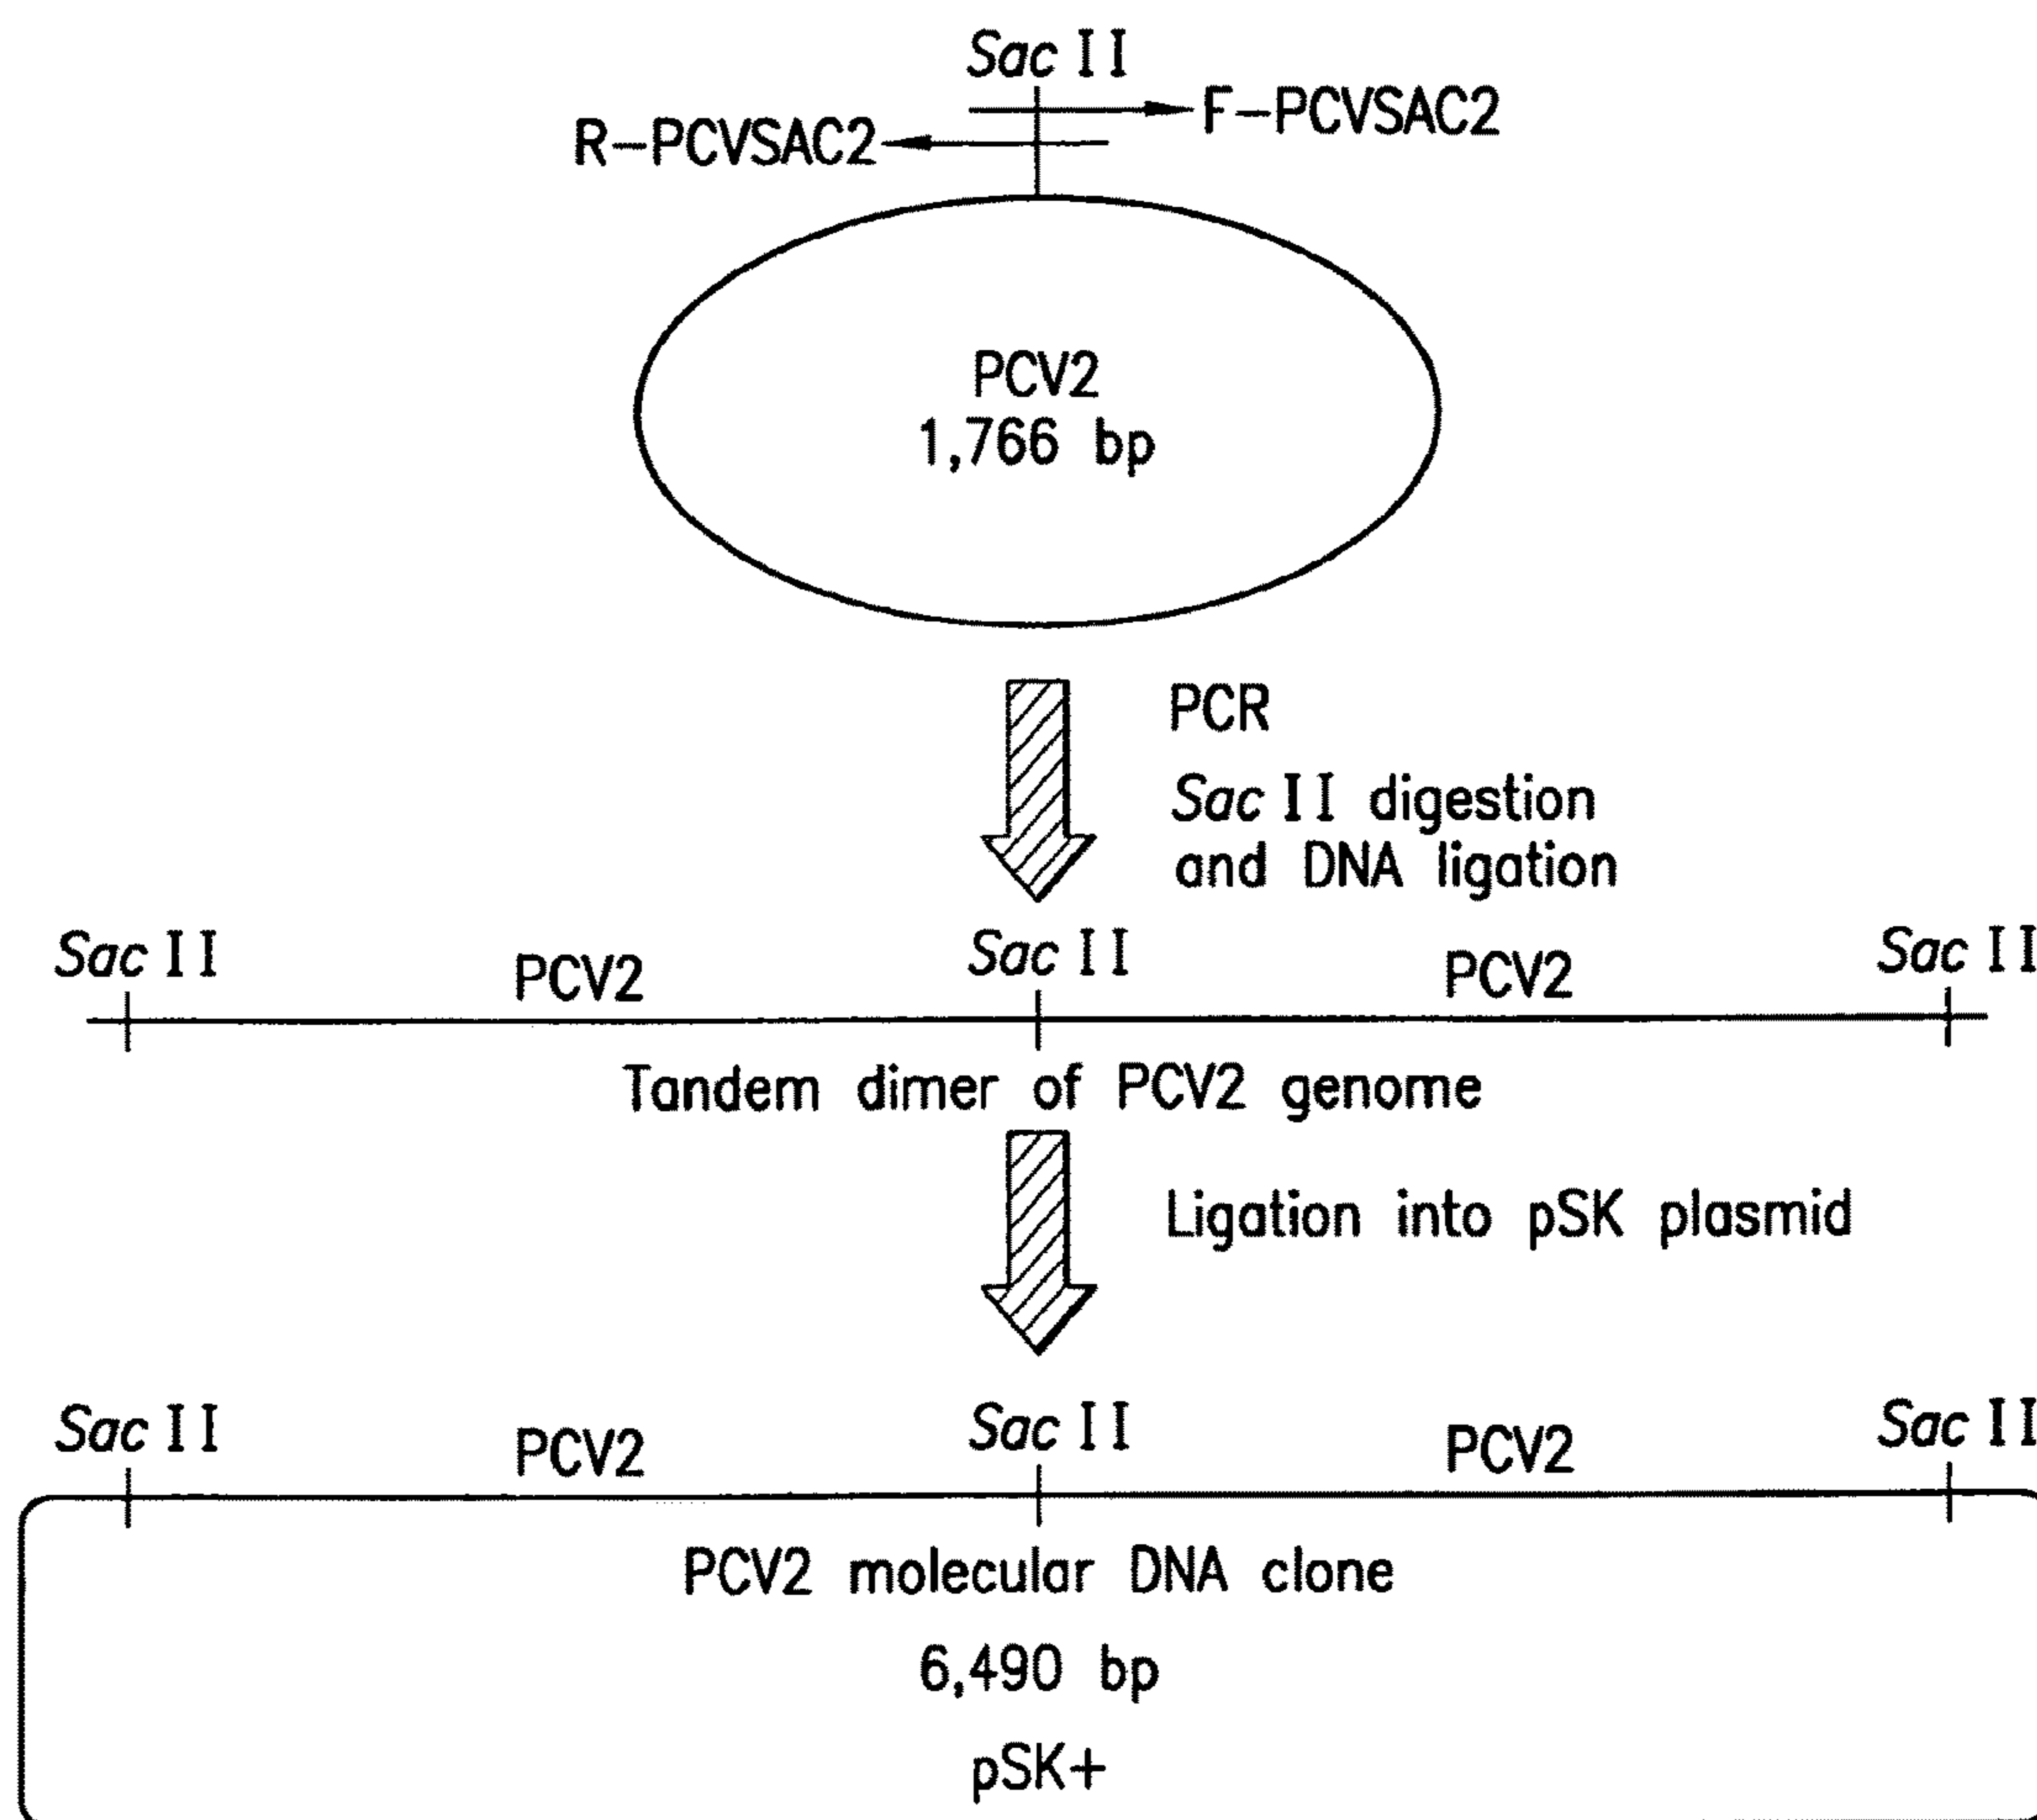 Sac II
F-PCVSAC2
R-PCVSAC2
PCV2
1,766 bp
PCR
Sac II digestion
and DNA ligation
Sac II PCV2 Sac II PCV2 Sac II
Tandem dimer of PCV2 genome
Ligation into pSK plasmid
Sac II PCV2 Sac II PCV2 Sac II
PCV2 molecular DNA clone
6,490 bp
pSK+